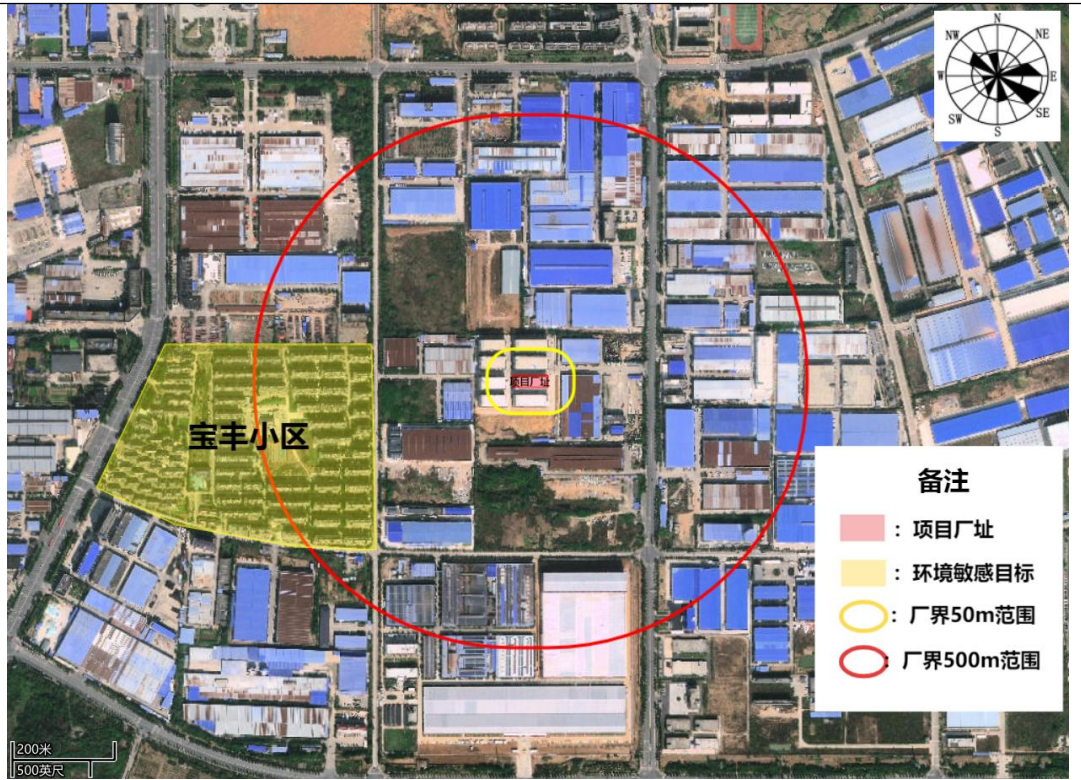 N
NW
NE
W
E
SW
SE
S
项目厂址
宝丰小区
备注
：项目厂址
：环境敏感目标
：厂界50m范围
：厂界500m范围
200米
500英尺